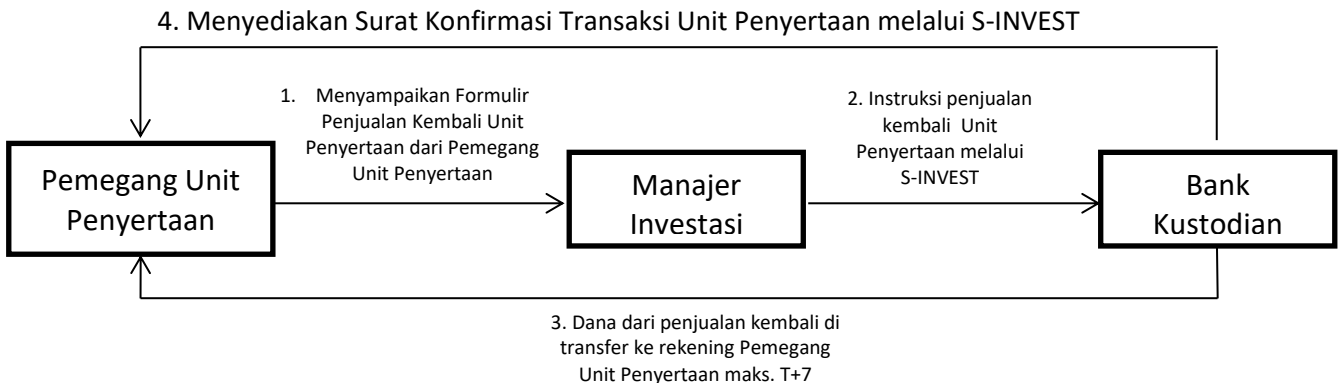 4. Menyediakan Surat Konfirmasi Transaksi Unit Penyertaan melalui S-INVEST
1. Menyampaikan Formulir
Penjualan Kembali Unit
Penyertaan dari Pemegang
Unit Penyertaan
2. Instruksi penjualan
kembali Unit
Penyertaan melalui
S-INVEST
Pemegang Unit
Penyertaan
Manajer
Investasi
Bank
Kustodian
3. Dana dari penjualan kembali di
transfer ke rekening Pemegang
Unit Penyertaan maks. T+7